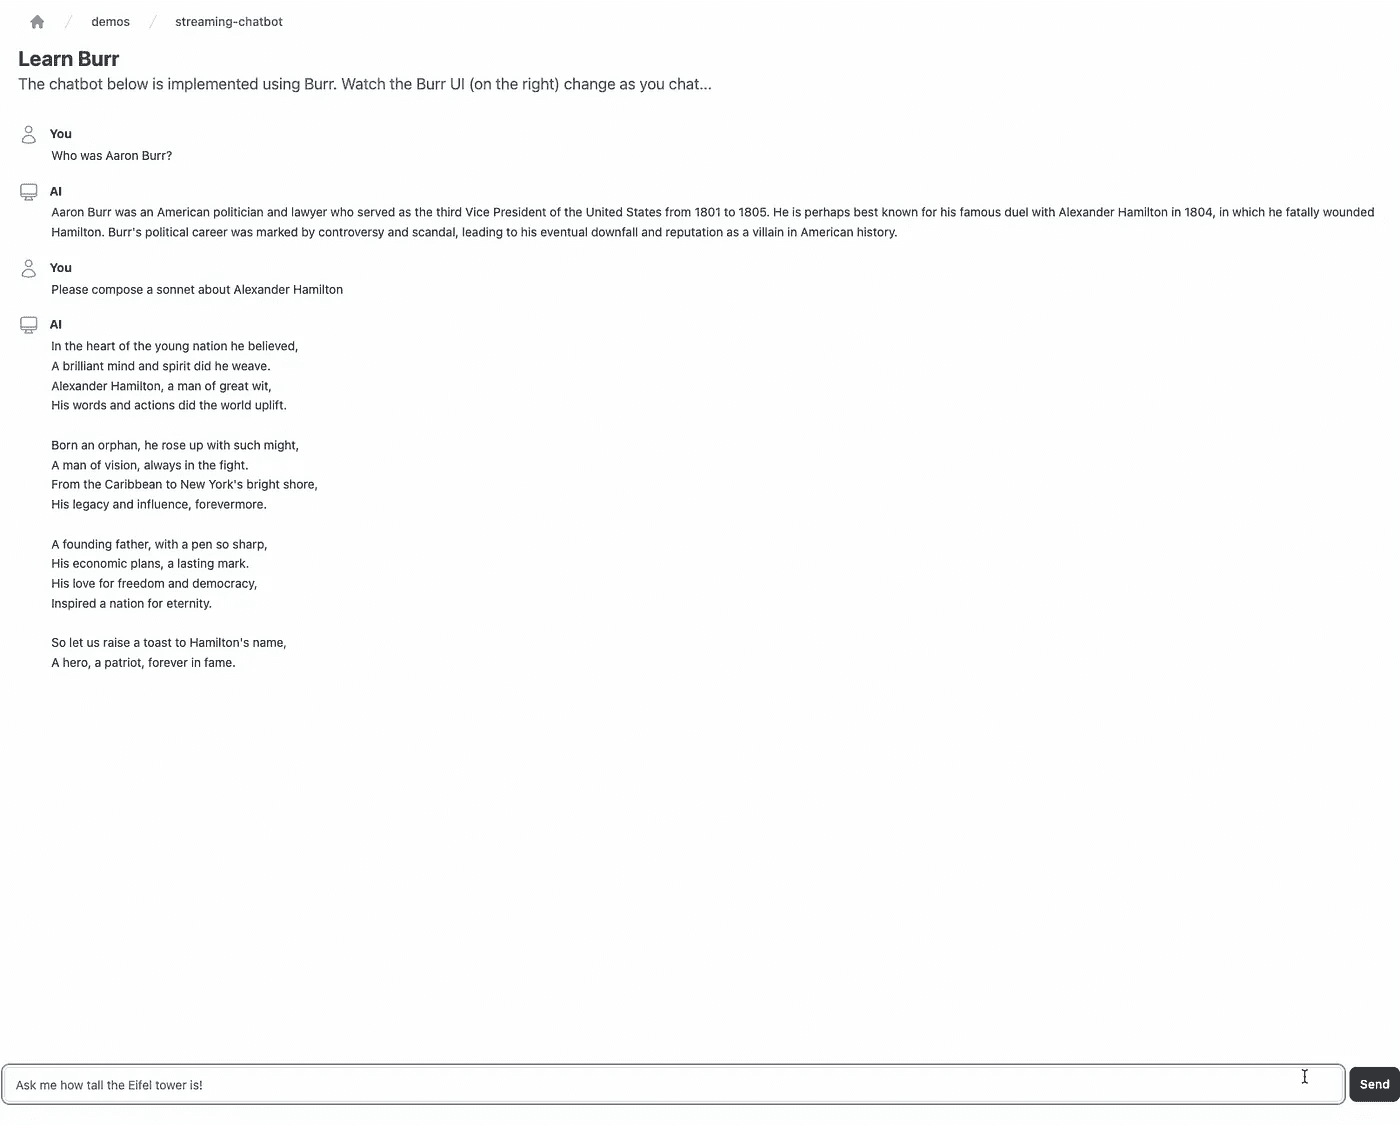 demos / streaming-chatbot
Learn Burr
The chatbot below is implemented using Burr. Watch the Burr UI (on the right) change as you chat...
You
Who was Aaron Burr?
AI
Aaron Burr was an American politician and lawyer who served as the third Vice President of the United States from 1801 to 1805. He is perhaps best known for his famous duel with Alexander Hamilton in 1804, in which he fatally wounded
Hamilton. Burr's political career was marked by controversy and scandal, leading to his eventual downfall and reputation as a villain in American history.
You
Please compose a sonnet about Alexander Hamilton
AI
In the heart of the young nation he believed,
A brilliant mind and spirit did he weave.
Alexander Hamilton, a man of great wit,
His words and actions did the world uplift.
Born an orphan, he rose up with such might,
A man of vision, always in the fight.
From the Caribbean to New York's bright shore,
His legacy and influence, forevermore.
A founding father, with a pen so sharp,
His economic plans, a lasting mark.
His love for freedom and democracy,
Inspired a nation for eternity.
So let us raise a toast to Hamilton's name,
A hero, a patriot, forever in fame.
Ask me how tall the Eifel tower is!
Send